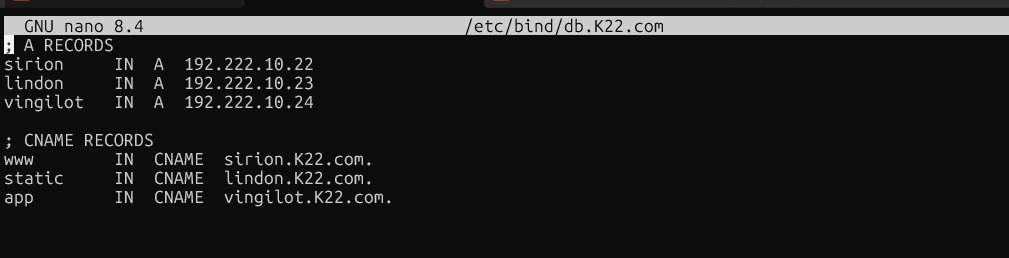 GNU nano 8.4 /etc/bind/db.K22.com
; A RECORDS
sirion IN A 192.222.10.22
lindon IN A 192.222.10.23
vingilot IN A 192.222.10.24
; CNAME RECORDS
www IN CNAME sirion.K22.com.
static IN CNAME lindon.K22.com.
app IN CNAME vingilot.K22.com.